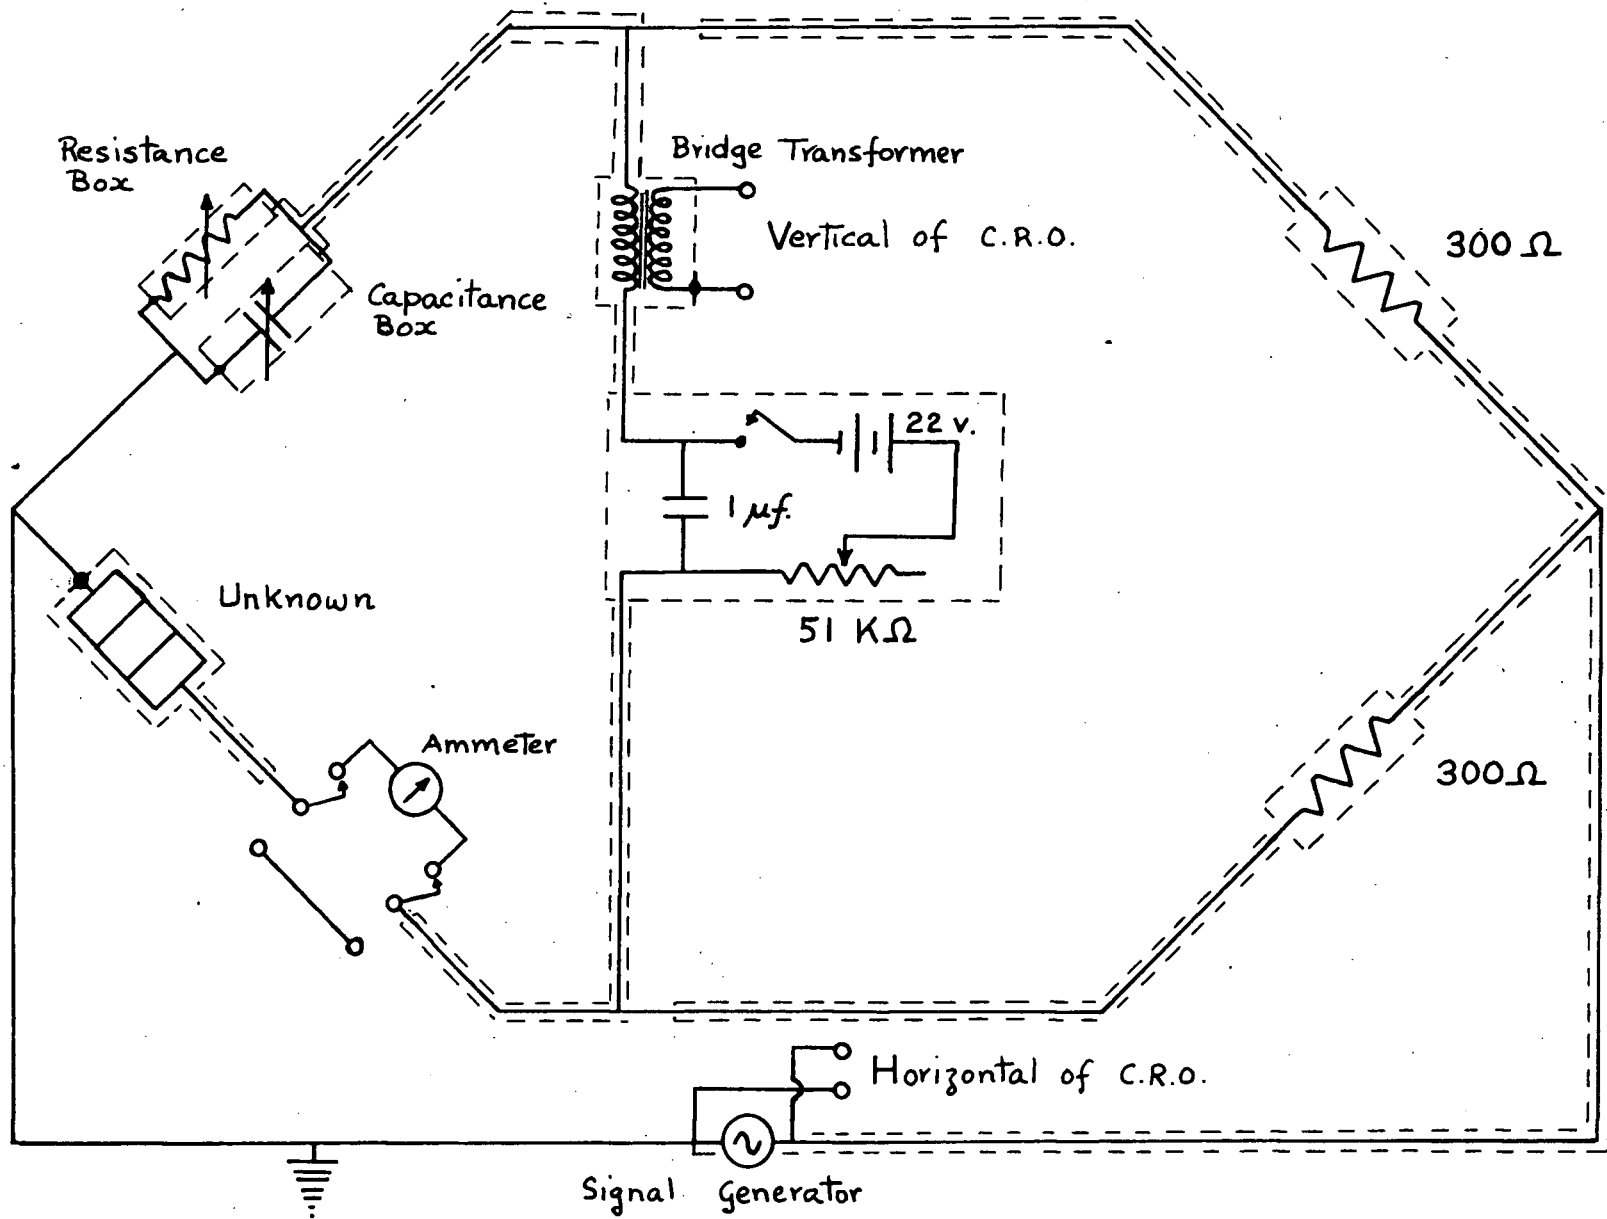 Resistance
Box
Bridge Transformer
Vertical of C.R.O.
300 Ω
Capacitance
Box
22 v.
1 μf.
Unknown
51 KΩ
Ammeter
300Ω
Horizontal of C.R.O.
Signal Generator